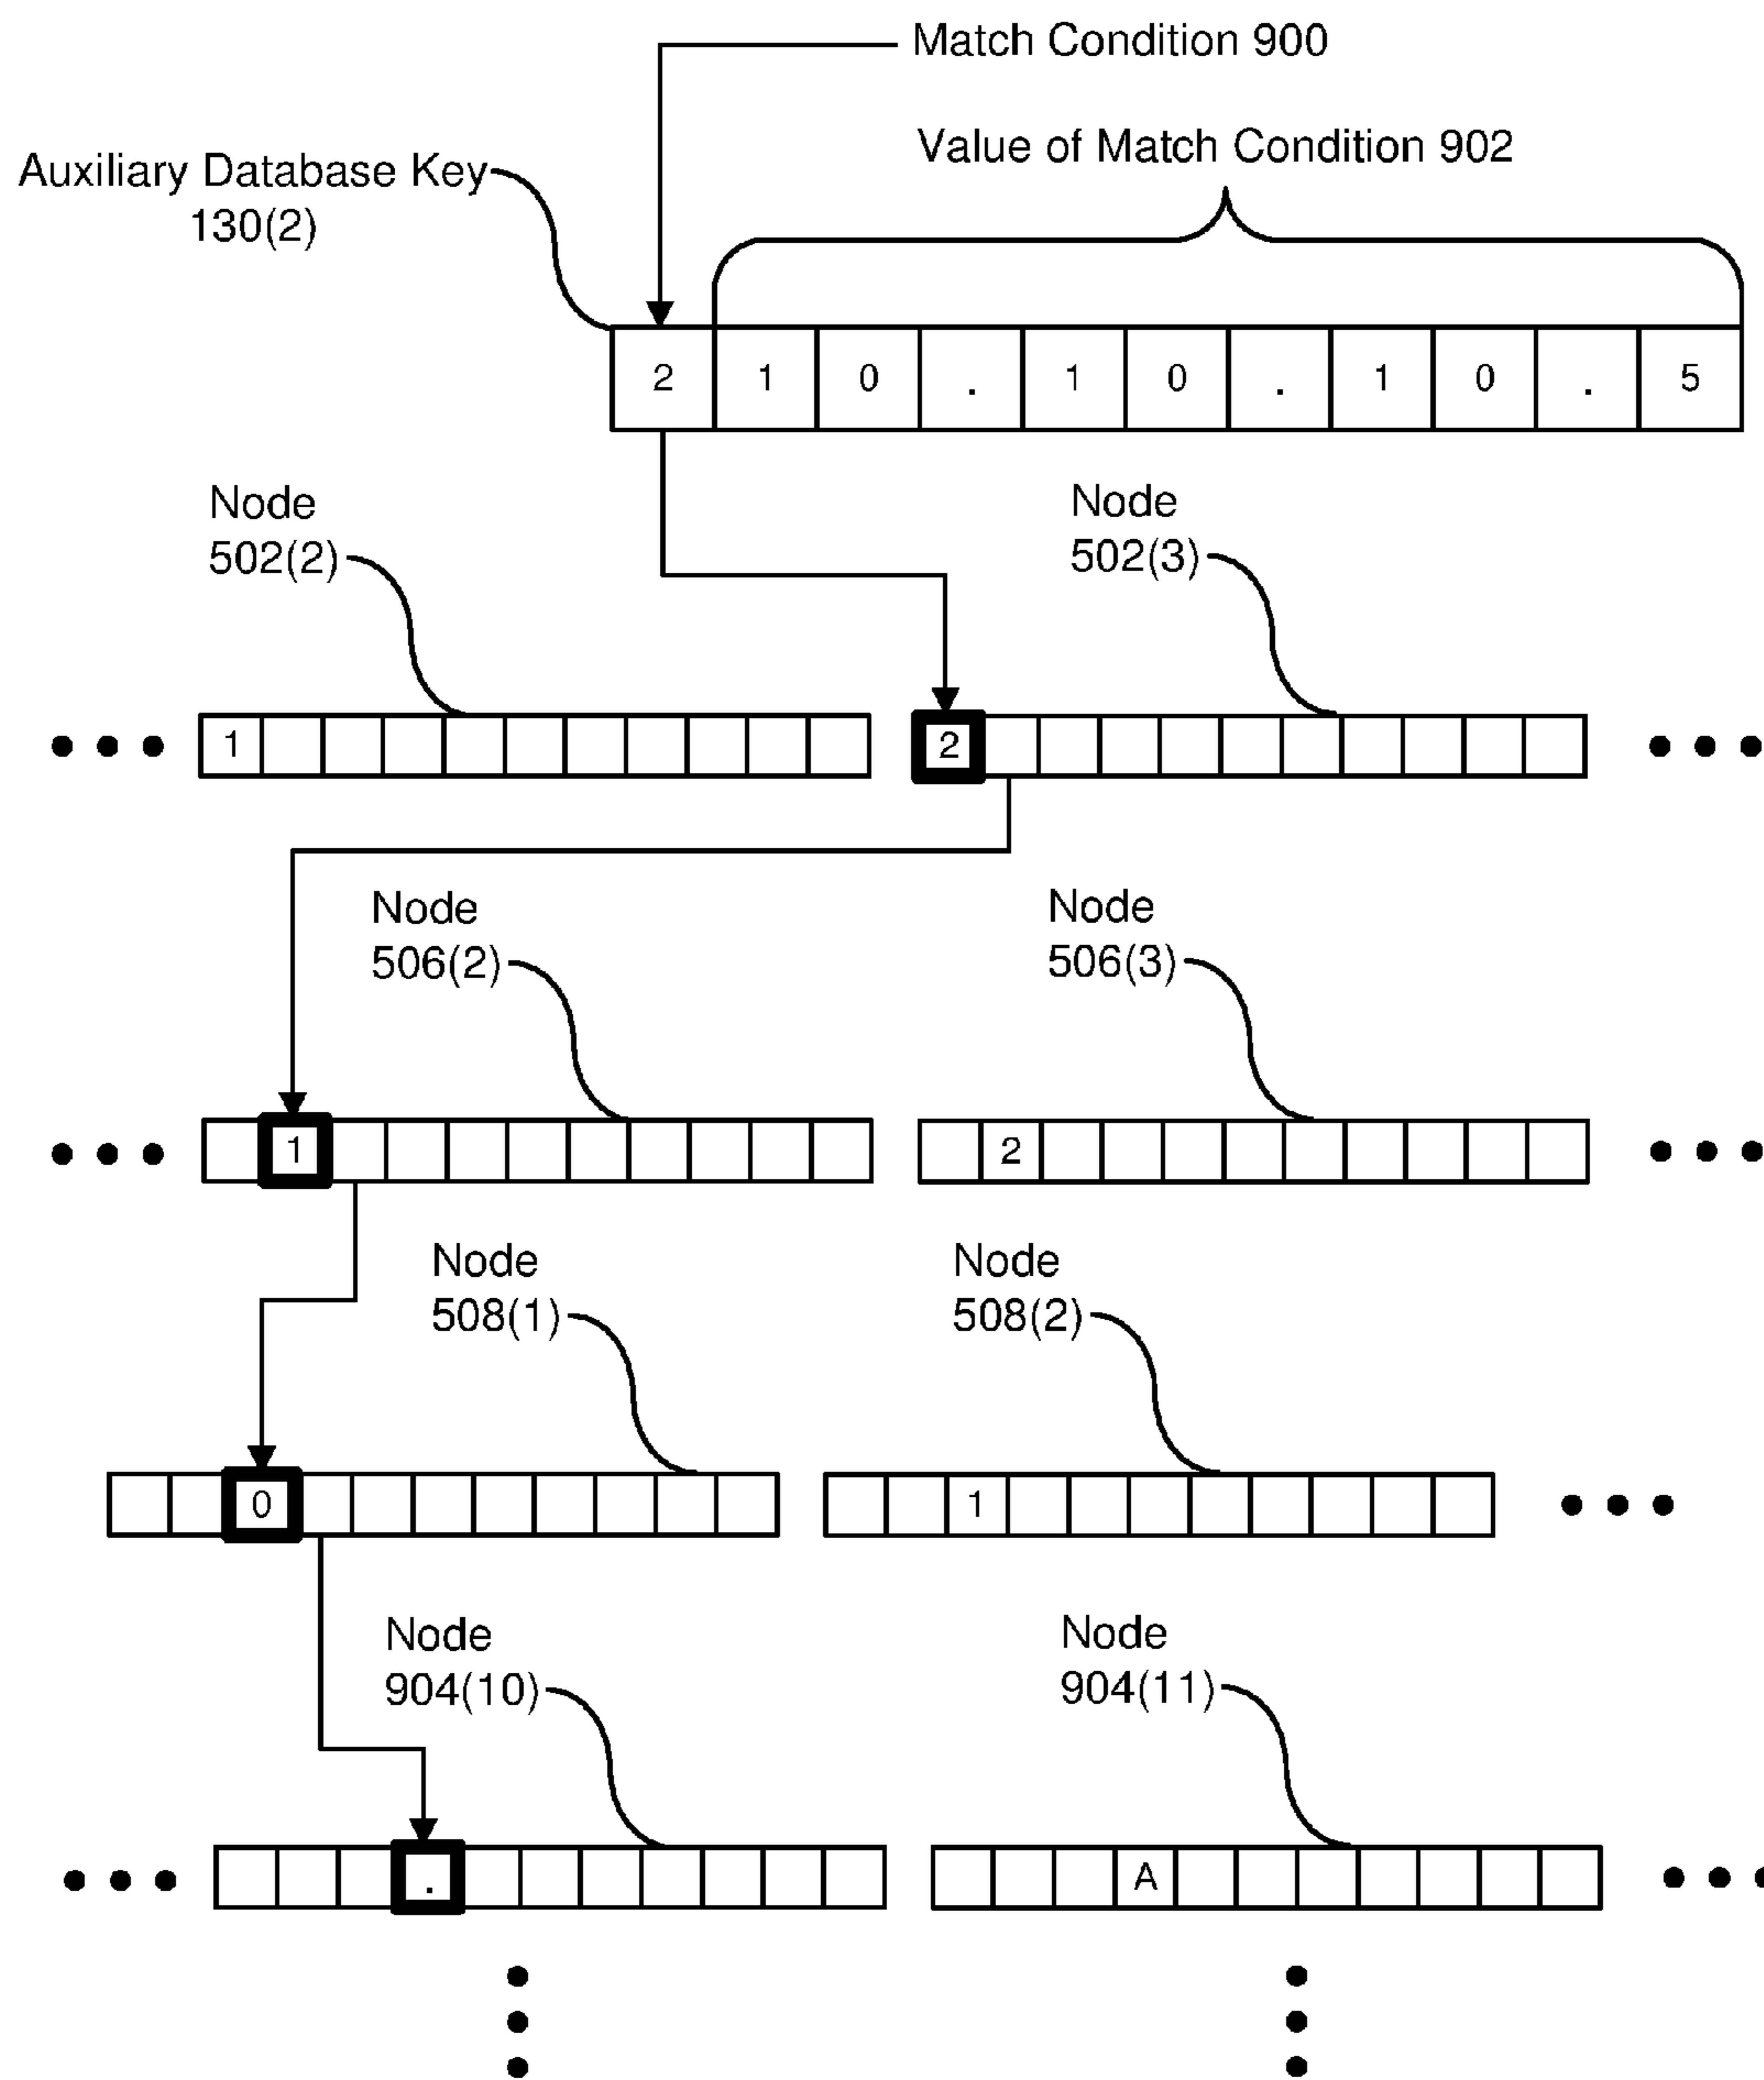 Match Condition 900
Value of Match Condition 902
Auxiliary Database Key
130(2)
2 1 0 . 1 0 . 1 0 . 5
Node
502(2)
Node
502(3)
1
2
Node
506(2)
Node
506(3)
1
2
Node
508(1)
Node
508(2)
0
1
Node
904(10)
Node
904(11)
.
A